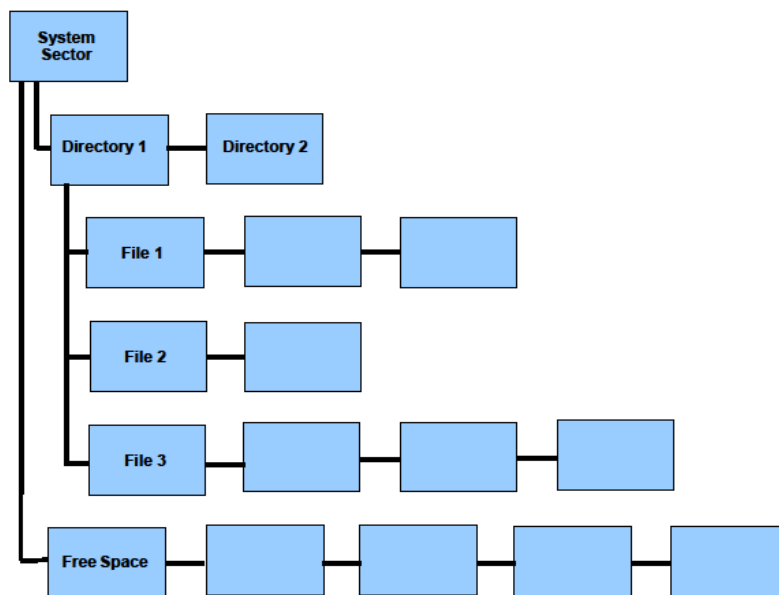 System
Sector
Directory 1
Directory 2
File 1
File 2
File 3
Free Space